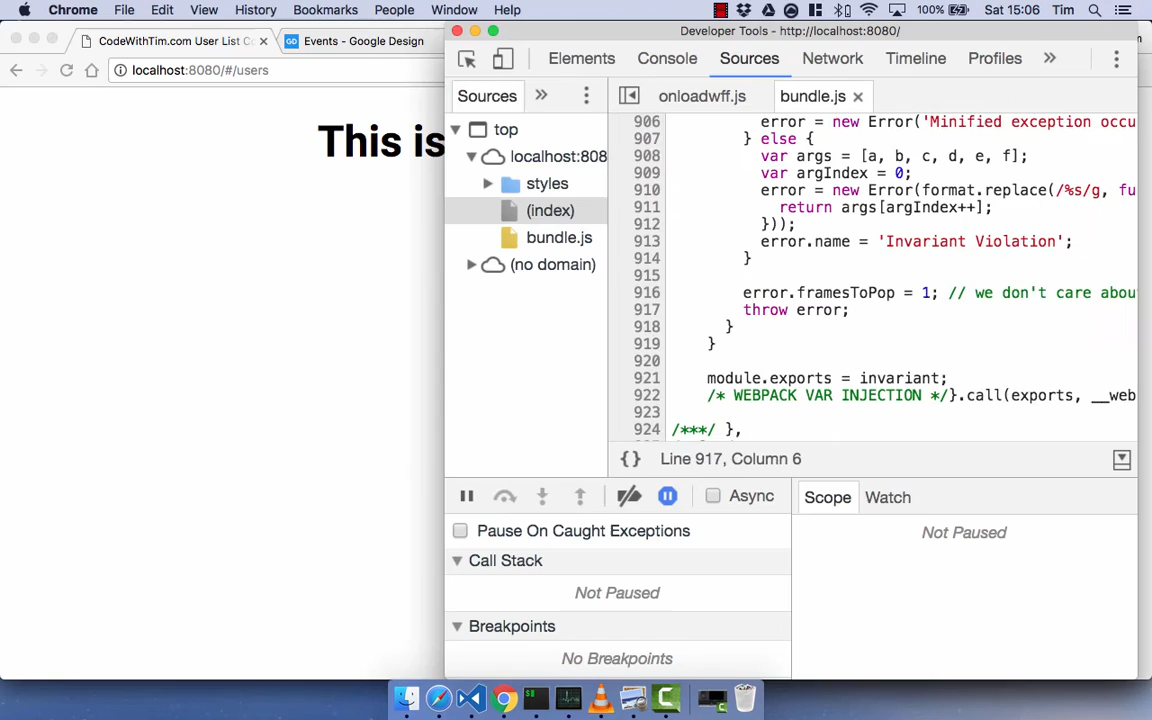 Chrome File Edit View History Bookmarks People Window Help 100% Sat 15:06 Tim
CodeWithTim.com User List Co Events - Google Design
localhost:8080/#/users
This is
Developer Tools - http://localhost:8080/
Elements Console Sources Network Timeline Profiles »
Sources » onloadwff.js bundle.js
top
localhost:808
styles
(index)
bundle.js
(no domain)
906 error = new Error('Minified exception occu
907 } else {
908 var args = [a, b, c, d, e, f];
909 var argIndex = 0;
910 error = new Error(format.replace(/%s/g, fu
911 return args[argIndex++];
912 }));
913 error.name = 'Invariant Violation';
914 }
915
916 error.framesToPop = 1; // we don't care abou
917 throw error;
918 }
919 }
920
921 module.exports = invariant;
922 /* WEBPACK VAR INJECTION */}.call(exports, __web
923
924 /***/ },
{} Line 917, Column 6
Async
Pause On Caught Exceptions
Call Stack
Not Paused
Breakpoints
No Breakpoints
Scope Watch
Not Paused